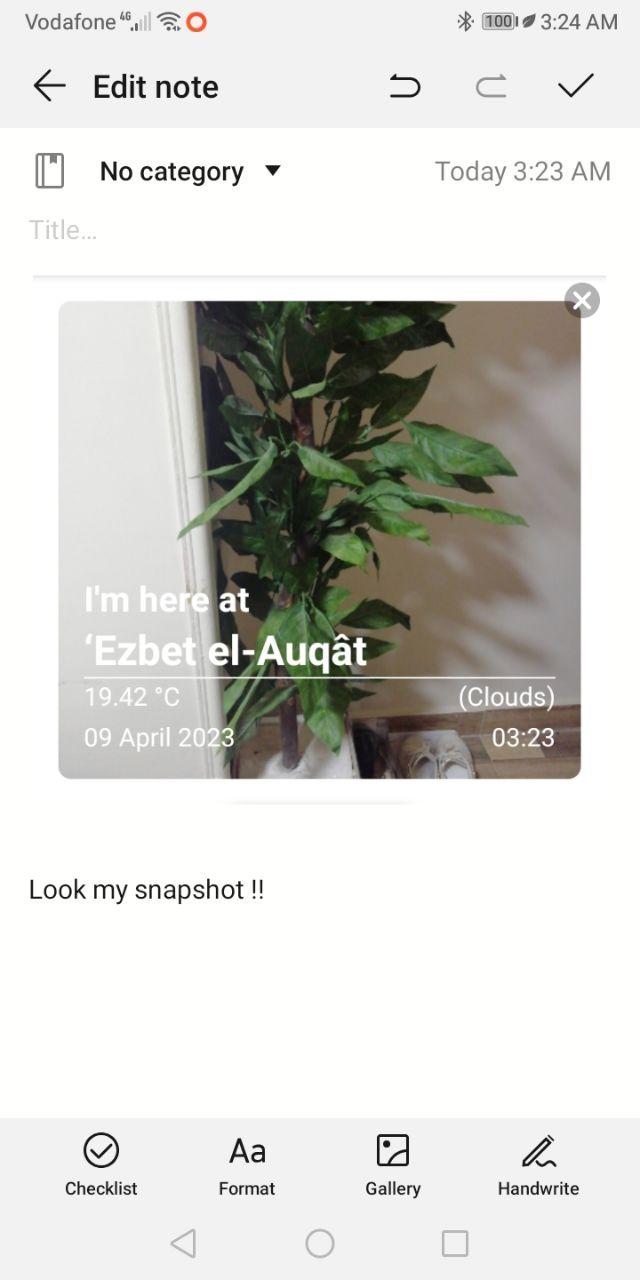 Vodafone 4G 100 3:24 AM
Edit note
No category Today 3:23 AM
Title...
I'm here at
‘Ezbet el-Auqât
19.42 °C (Clouds)
09 April 2023 03:23
Look my snapshot !!
Checklist Format Gallery Handwrite